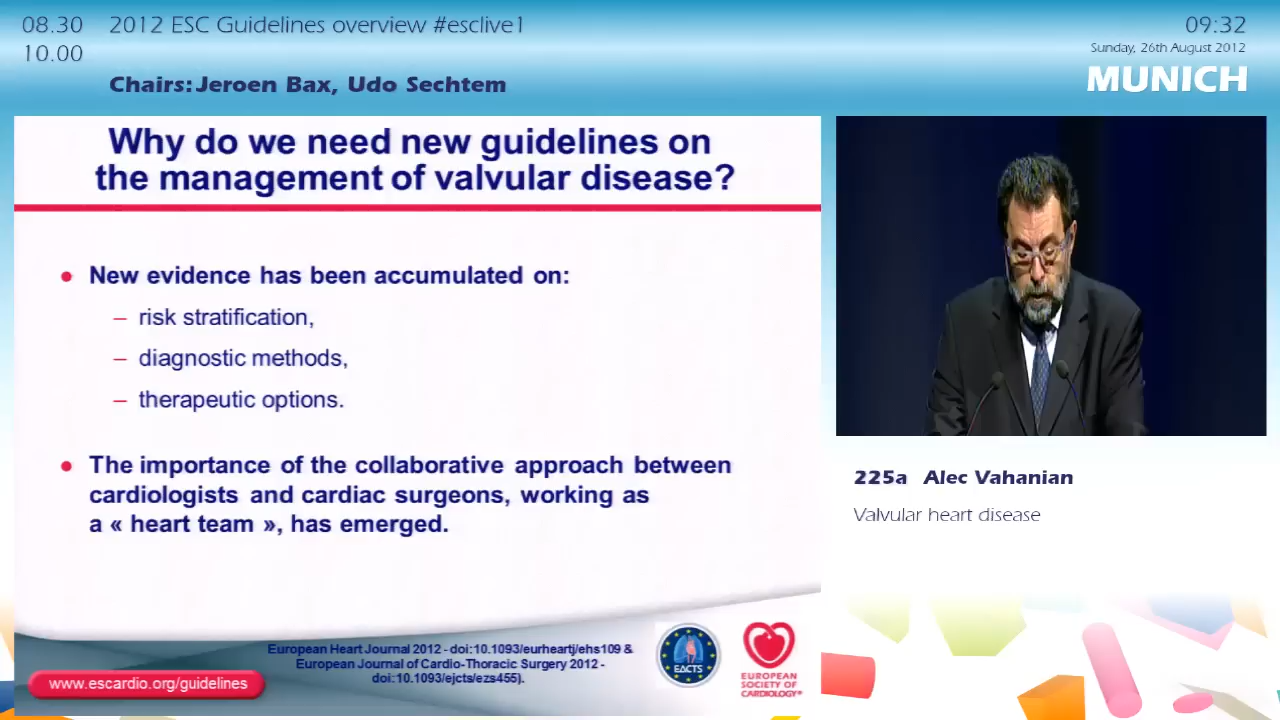 08.30 2012 ESC Guidelines overview #esclive1
10.00
Chairs: Jeroen Bax, Udo Sechtem
09:32
Sunday, 26th August 2012
MUNICH
Why do we need new guidelines on
the management of valvular disease?
• New evidence has been accumulated on:
– risk stratification,
– diagnostic methods,
– therapeutic options.
• The importance of the collaborative approach between
cardiologists and cardiac surgeons, working as
a « heart team », has emerged.
European Heart Journal 2012 - doi:10.1093/eurheartj/ehs109 &
European Journal of Cardio-Thoracic Surgery 2012 -
doi:10.1093/ejcts/ezs455).
www.escardio.org/guidelines
EACTS
EUROPEAN
SOCIETY OF
CARDIOLOGY®
225a Alec Vahanian
Valvular heart disease